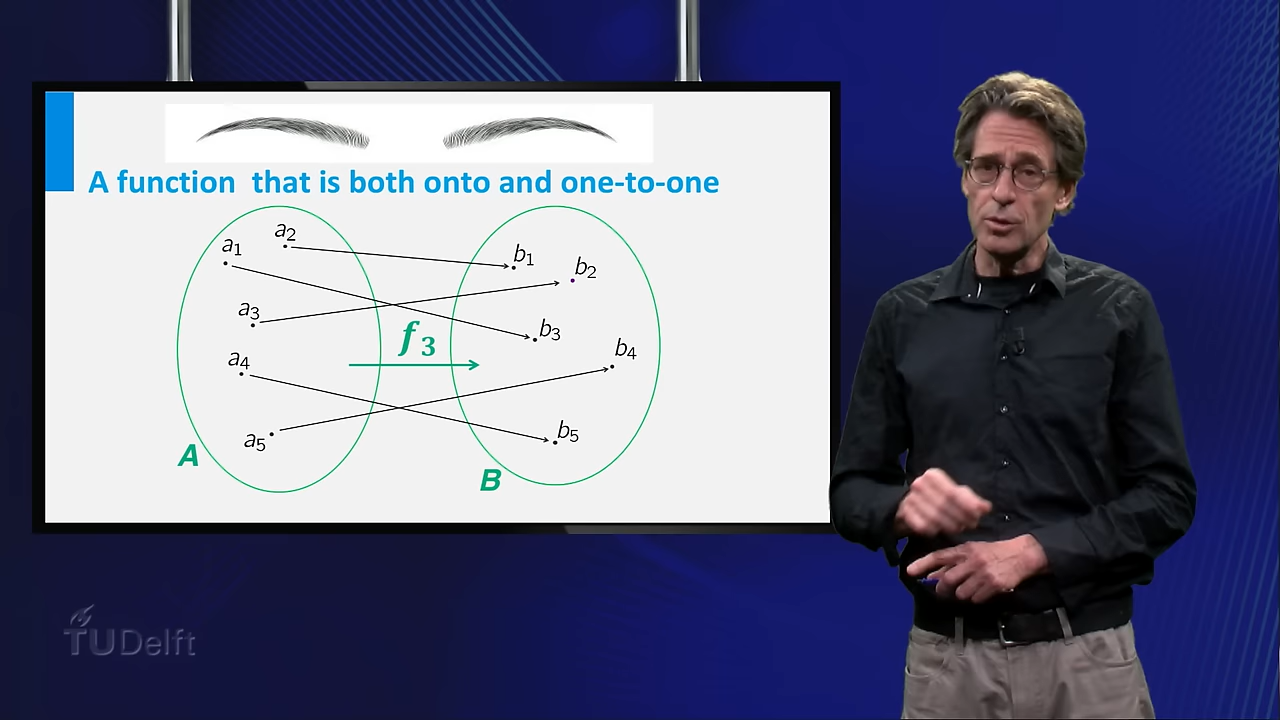 A function that is both onto and one-to-one
a1
a2
a3
a4
a5
b1
b2
b3
b4
b5
f3
A
B
TUDelft